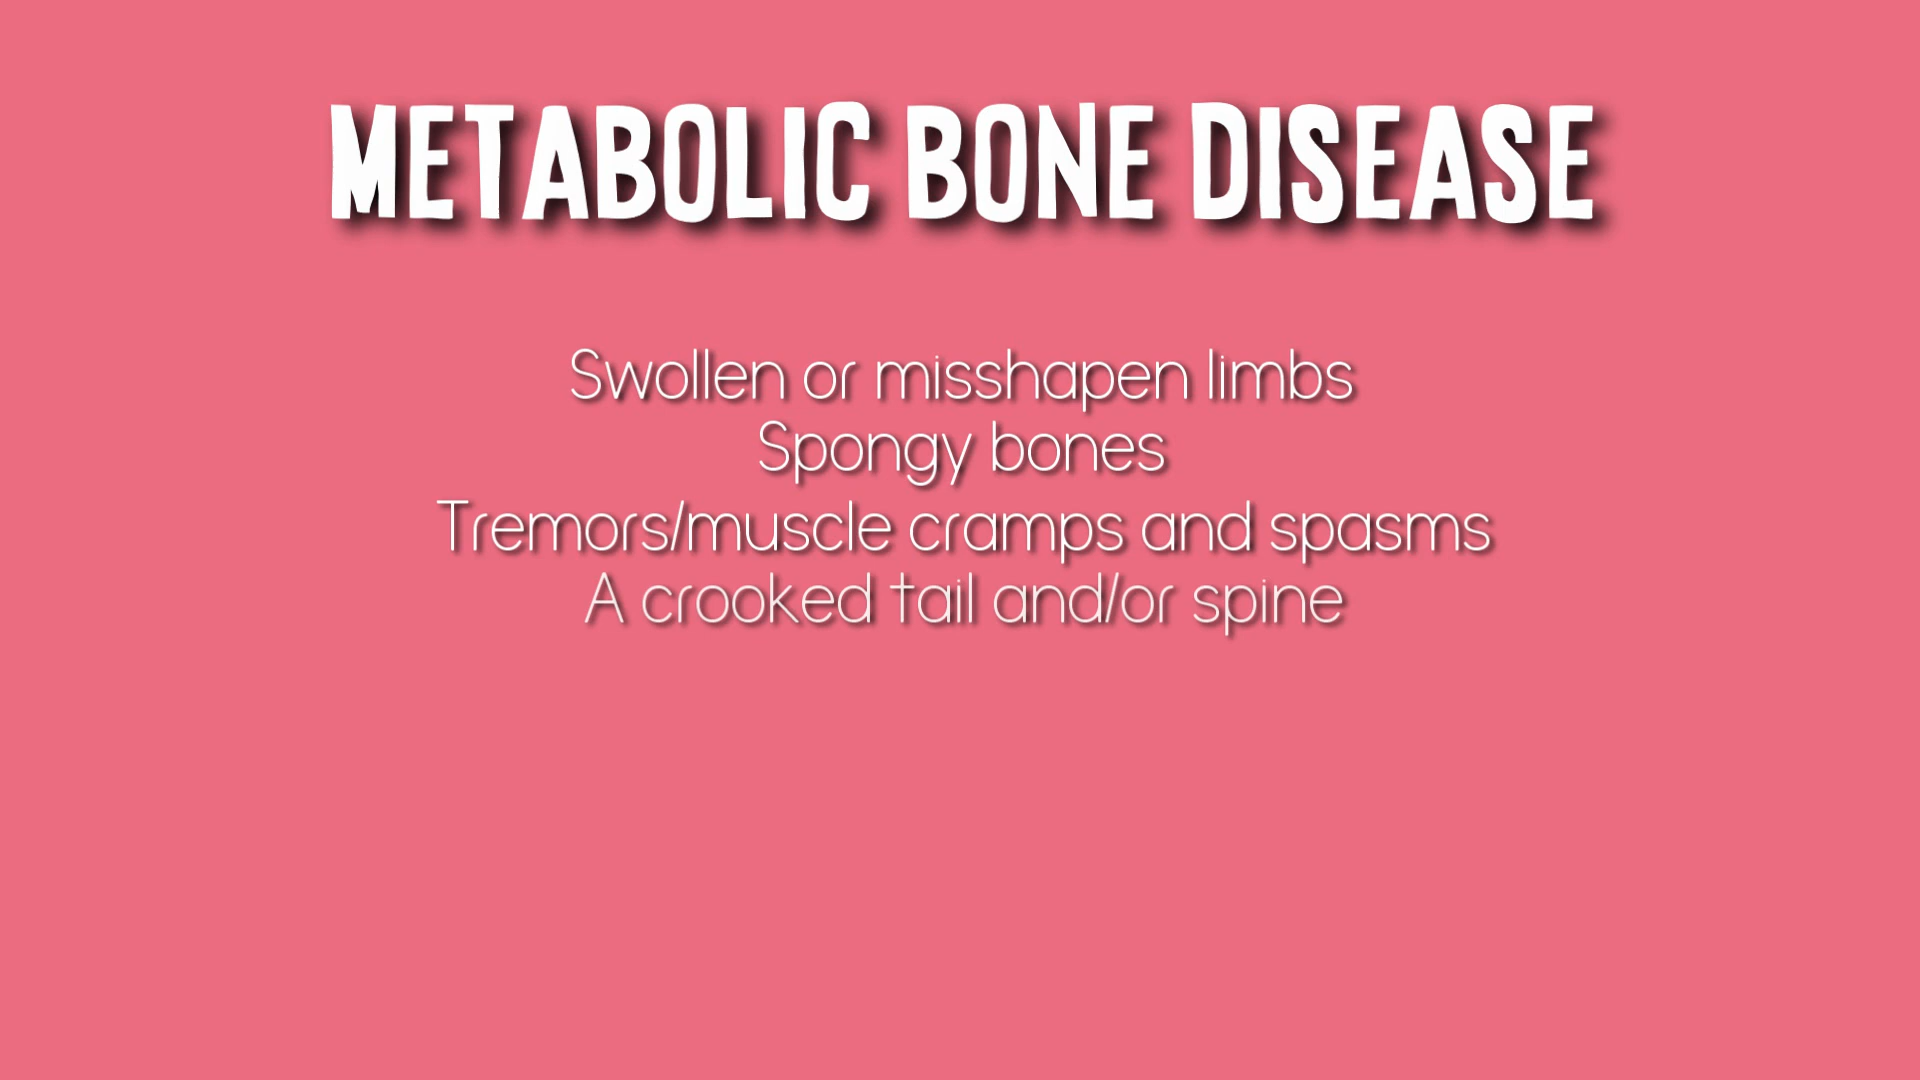 METABOLIC BONE DISEASE
Swollen or misshapen limbs
Spongy bones
Tremors/muscle cramps and spasms
A crooked tail and/or spine